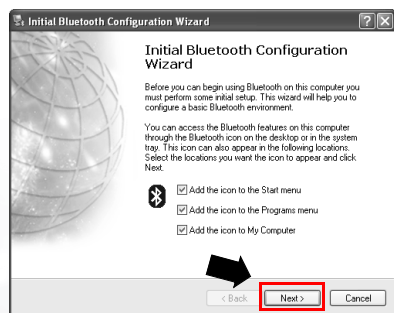 Initial Bluetooth Configuration Wizard
Initial Bluetooth Configuration
Wizard
Before you can begin using Bluetooth on this computer you
must perform some initial setup. This wizard will help you to
configure a basic Bluetooth environment.
You can access the Bluetooth features on this computer
through the Bluetooth icon on the desktop or in the system
tray. This icon can also appear in the following locations.
Select the locations you want the icon to appear and click
Next.
Add the icon to the Start menu
Add the icon to the Programs menu
Add the icon to My Computer
< Back Next > Cancel